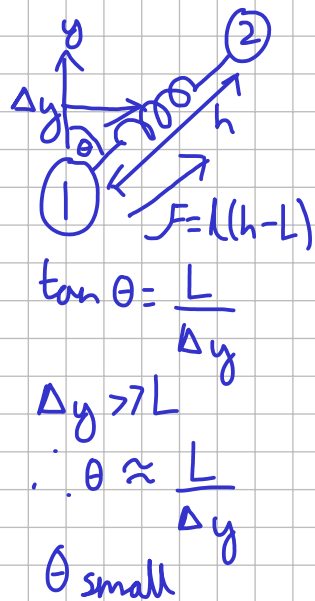 y
2
Δy
θ
h
1
F=k(h-L)
tan θ = L/Δy
Δy >> L
∴ θ ≈ L/Δy
θ small